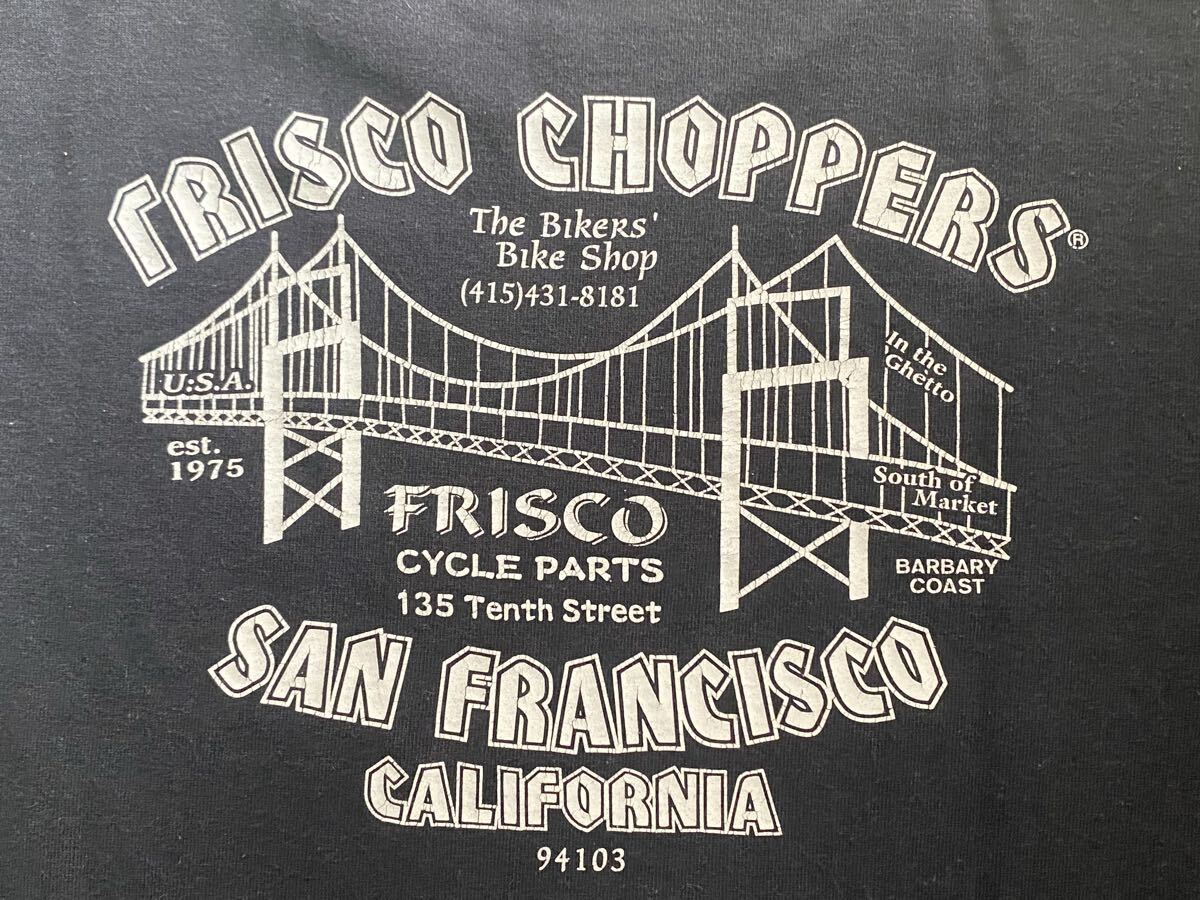 FRISCO CHOPPERS®
The Bikers'
Bike Shop
(415)431-8181
In the
Ghetto
U.S.A.
est.
1975
South of
Market
FRISCO
CYCLE PARTS
135 Tenth Street
BARBARY
COAST
SAN FRANCISCO
CALIFORNIA
94103